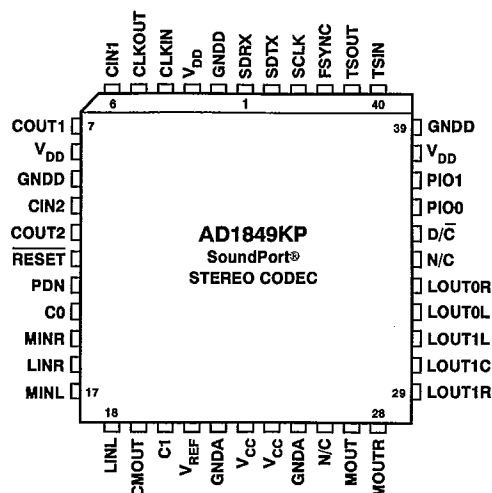 CIN1
CLKOUT
CLKIN
VDD
GNDD
SDRX
SDTX
SCLK
FSYNC
TSOUT
TSIN
6
1
40
COUT1
7
39
GNDD
VDD
VDD
GNDD
PIO1
CIN2
PIO0
COUT2
D/C̅
R̅E̅S̅E̅T̅
N/C
PDN
LOUT0R
C0
LOUT0L
MINR
LOUT1L
LINR
LOUT1C
MINL
17
29
LOUT1R
AD1849KP
SoundPort®
STEREO CODEC
18
28
LINL
CMOUT
C1
VREF
GNDA
VCC
VCC
GNDA
N/C
MOUT
MOUTR